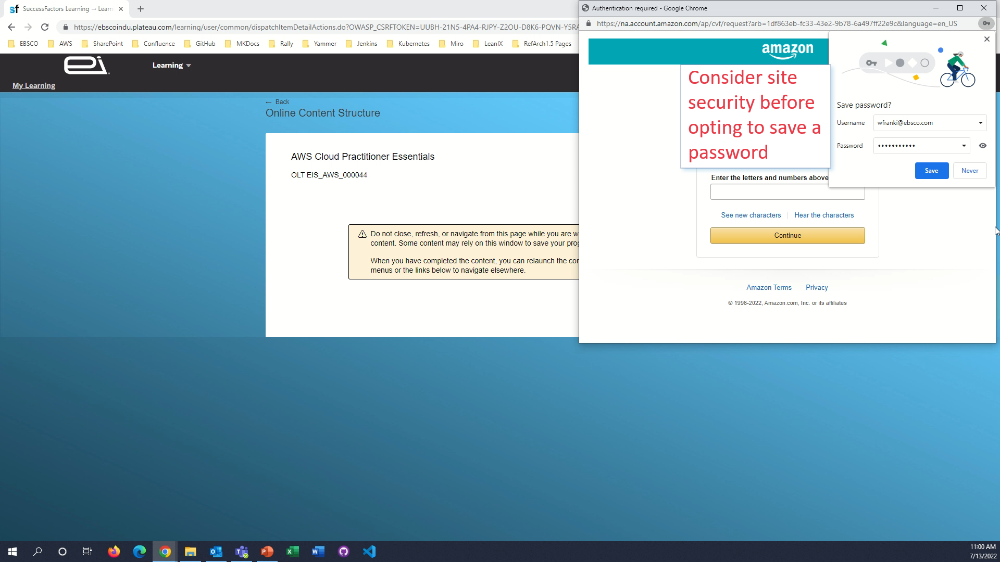 SuccessFactors Learning → Learn
https://ebscoindu.plateau.com/learning/user/common/dispatchItemDetailActions.do?OWASP_CSRFTOKEN=UUBH-21N5-4PA4-RJPY-Z2OU-D8K6-PQVN-Y5RA
EBSCO
AWS
SharePoint
Confluence
GitHub
MKDocs
Rally
Yammer
Jenkins
Kubernetes
Miro
LeanIX
RefArch1.5 Pages
ei
Learning
My Learning
← Back
Online Content Structure
AWS Cloud Practitioner Essentials
OLT EIS_AWS_000044
Do not close, refresh, or navigate from this page while you are w
content. Some content may rely on this window to save your prog
When you have completed the content, you can relaunch the con
menus or the links below to navigate elsewhere.
Authentication required - Google Chrome
https://na.account.amazon.com/ap/cvf/request?arb=1df863eb-fc33-43e2-9b78-6a497ff22e9c&language=en_US
amazon
Consider site
security before
opting to save a
password
Save password?
Username
wfranki@ebsco.com
Password
•••••••••••
Save
Never
Enter the letters and numbers above
See new characters
Hear the characters
Continue
Amazon Terms
Privacy
© 1996-2022, Amazon.com, Inc. or its affiliates
11:00 AM
7/13/2022